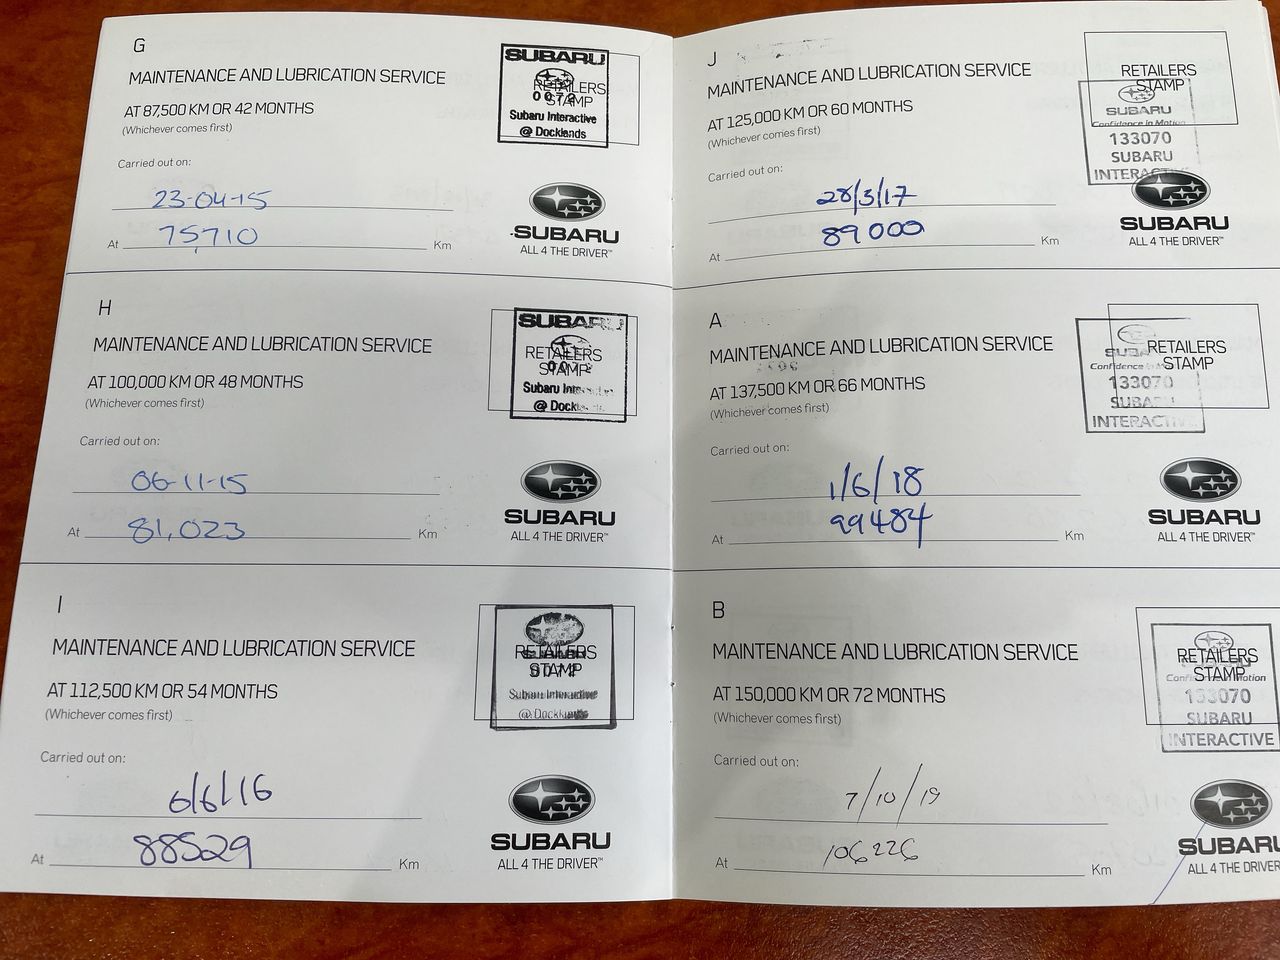 G
MAINTENANCE AND LUBRICATION SERVICE
AT 87,500 KM OR 42 MONTHS
(Whichever comes first)
Carried out on:
23-04-15
At 75,710 Km
SUBARU
RETAILERS
0072
STAMP
Subaru Interactive
@ Docklands
SUBARU
ALL 4 THE DRIVER™
H
MAINTENANCE AND LUBRICATION SERVICE
AT 100,000 KM OR 48 MONTHS
(Whichever comes first)
Carried out on:
06-11-15
At 81,023 Km
SUBARU
RETAILERS
STAMP
Subaru
SUBARU
ALL 4 THE DRIVER™
I
MAINTENANCE AND LUBRICATION SERVICE
AT 112,500 KM OR 54 MONTHS
(Whichever comes first)
Carried out on:
6/6/16
At 88529 Km
RETAILERS
STAMP
Subaru Interactive
@ Docklands
SUBARU
ALL 4 THE DRIVER™
J
MAINTENANCE AND LUBRICATION SERVICE
AT 125,000 KM OR 60 MONTHS
(Whichever comes first)
Carried out on:
28/3/17
At 89000 Km
RETAILERS
STAMP
SUBARU
Confidence in Motion
133070
SUBARU
SUBARU
ALL 4 THE DRIVER™
A
MAINTENANCE AND LUBRICATION SERVICE
AT 137,500 KM OR 66 MONTHS
(Whichever comes first)
Carried out on:
1/6/18
At 99484 Km
RETAILERS
STAMP
133070
SUBARU
SUBARU
ALL 4 THE DRIVER™
B
MAINTENANCE AND LUBRICATION SERVICE
AT 150,000 KM OR 72 MONTHS
(Whichever comes first)
Carried out on:
7/10/19
At 106226 Km
RETAILERS
STAMP
133070
SUBARU
INTERACTIVE
ALL 4 THE